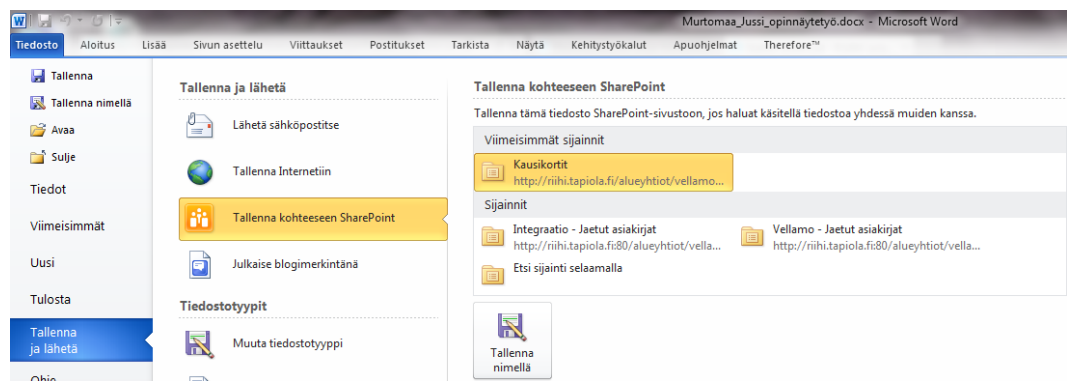 Murtomaa_Jussi_opinnäytetyö.docx - Microsoft Word
Tiedosto Aloitus Lisää Sivun asettelu Viittaukset Postitukset Tarkista Näytä Kehitystyökalut Apuohjelmat Therefore™
Tallenna
Tallenna nimellä
Avaa
Sulje
Tiedot
Viimeisimmät
Uusi
Tulosta
Tallenna
ja lähetä
Ohje
Tallenna ja lähetä
Lähetä sähköpostitse
Tallenna Internetiin
Tallenna kohteeseen SharePoint
Julkaise blogimerkintänä
Tiedostotyypit
Muuta tiedostotyyppi
Tallenna kohteeseen SharePoint
Tallenna tämä tiedosto SharePoint-sivustoon, jos haluat käsitellä tiedostoa yhdessä muiden kanssa.
Viimeisimmät sijainnit
Kausikortit
http://riihi.tapiola.fi/alueyhtiot/vellamo...
Sijainnit
Integraatio - Jaetut asiakirjat
http://riihi.tapiola.fi:80/alueyhtiot/vella...
Vellamo - Jaetut asiakirjat
http://riihi.tapiola.fi:80/alueyhtiot/vella...
Etsi sijainti selaamalla
Tallenna
nimellä